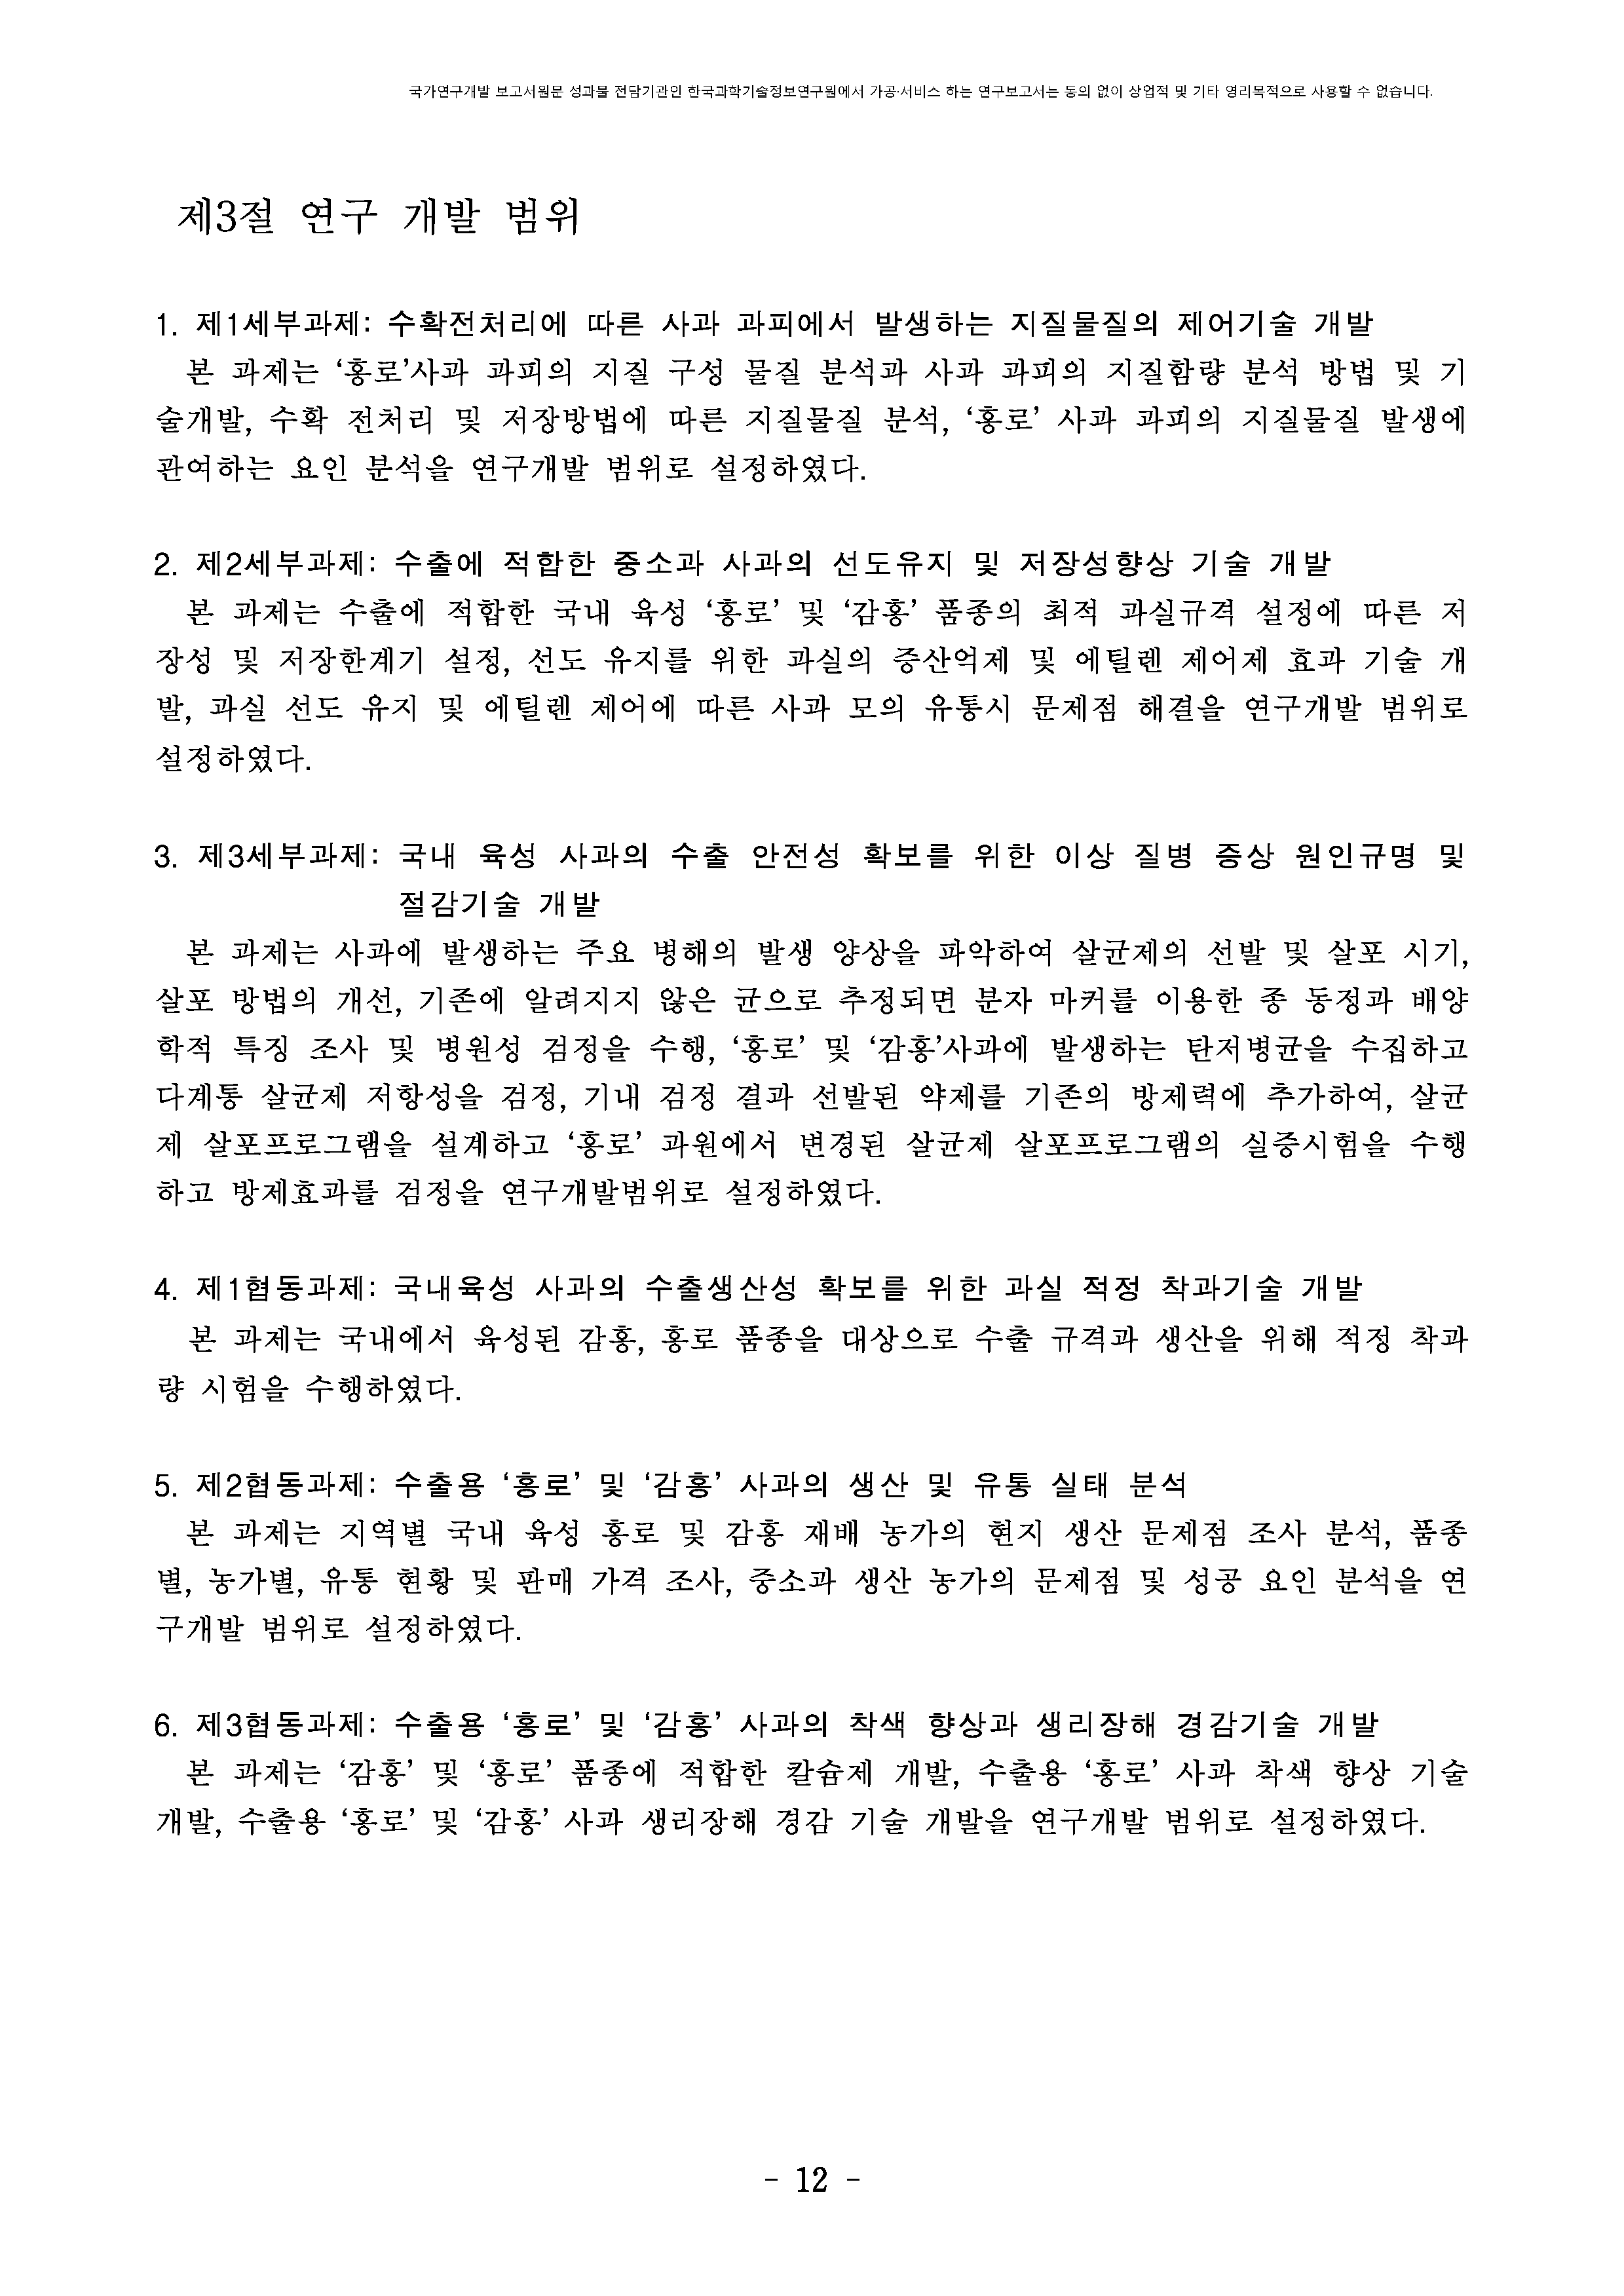 국가연구개발 보고서원문 성과물 전담기관인 한국과학기술정보연구원에서 가공·서비스 하는 연구보고서는 동의 없이 상업적 및 기타 영리목적으로 사용할 수 없습니다.
제3절 연구 개발 범위
1. 제1세부과제: 수확전처리에 따른 사과 과피에서 발생하는 지질물질의 제어기술 개발
본 과제는 ‘홍로’사과 과피의 지질 구성 물질 분석과 사과 과피의 지질함량 분석 방법 및 기
술개발, 수확 전처리 및 저장방법에 따른 지질물질 분석, ‘홍로’ 사과 과피의 지질물질 발생에
관여하는 요인 분석을 연구개발 범위로 설정하였다.
2. 제2세부과제: 수출에 적합한 중소과 사과의 선도유지 및 저장성향상 기술 개발
본 과제는 수출에 적합한 국내 육성 ‘홍로’ 및 ‘감홍’ 품종의 최적 과실규격 설정에 따른 저
장성 및 저장한계기 설정, 선도 유지를 위한 과실의 증산억제 및 에틸렌 제어제 효과 기술 개
발, 과실 선도 유지 및 에틸렌 제어에 따른 사과 모의 유통시 문제점 해결을 연구개발 범위로
설정하였다.
3. 제3세부과제: 국내 육성 사과의 수출 안전성 확보를 위한 이상 질병 증상 원인규명 및
절감기술 개발
본 과제는 사과에 발생하는 주요 병해의 발생 양상을 파악하여 살균제의 선발 및 살포 시기,
살포 방법의 개선, 기존에 알려지지 않은 균으로 추정되면 분자 마커를 이용한 종 동정과 배양
학적 특징 조사 및 병원성 검정을 수행, ‘홍로’ 및 ‘감홍’사과에 발생하는 탄저병균을 수집하고
다계통 살균제 저항성을 검정, 기내 검정 결과 선발된 약제를 기존의 방제력에 추가하여, 살균
제 살포프로그램을 설계하고 ‘홍로’ 과원에서 변경된 살균제 살포프로그램의 실증시험을 수행
하고 방제효과를 검정을 연구개발범위로 설정하였다.
4. 제1협동과제: 국내육성 사과의 수출생산성 확보를 위한 과실 적정 착과기술 개발
본 과제는 국내에서 육성된 감홍, 홍로 품종을 대상으로 수출 규격과 생산을 위해 적정 착과
량 시험을 수행하였다.
5. 제2협동과제: 수출용 ‘홍로’ 및 ‘감홍’ 사과의 생산 및 유통 실태 분석
본 과제는 지역별 국내 육성 홍로 및 감홍 재배 농가의 현지 생산 문제점 조사 분석, 품종
별, 농가별, 유통 현황 및 판매 가격 조사, 중소과 생산 농가의 문제점 및 성공 요인 분석을 연
구개발 범위로 설정하였다.
6. 제3협동과제: 수출용 ‘홍로’ 및 ‘감홍’ 사과의 착색 향상과 생리장해 경감기술 개발
본 과제는 ‘감홍’ 및 ‘홍로’ 품종에 적합한 칼슘제 개발, 수출용 ‘홍로’ 사과 착색 향상 기술
개발, 수출용 ‘홍로’ 및 ‘감홍’ 사과 생리장해 경감 기술 개발을 연구개발 범위로 설정하였다.
- 12 -